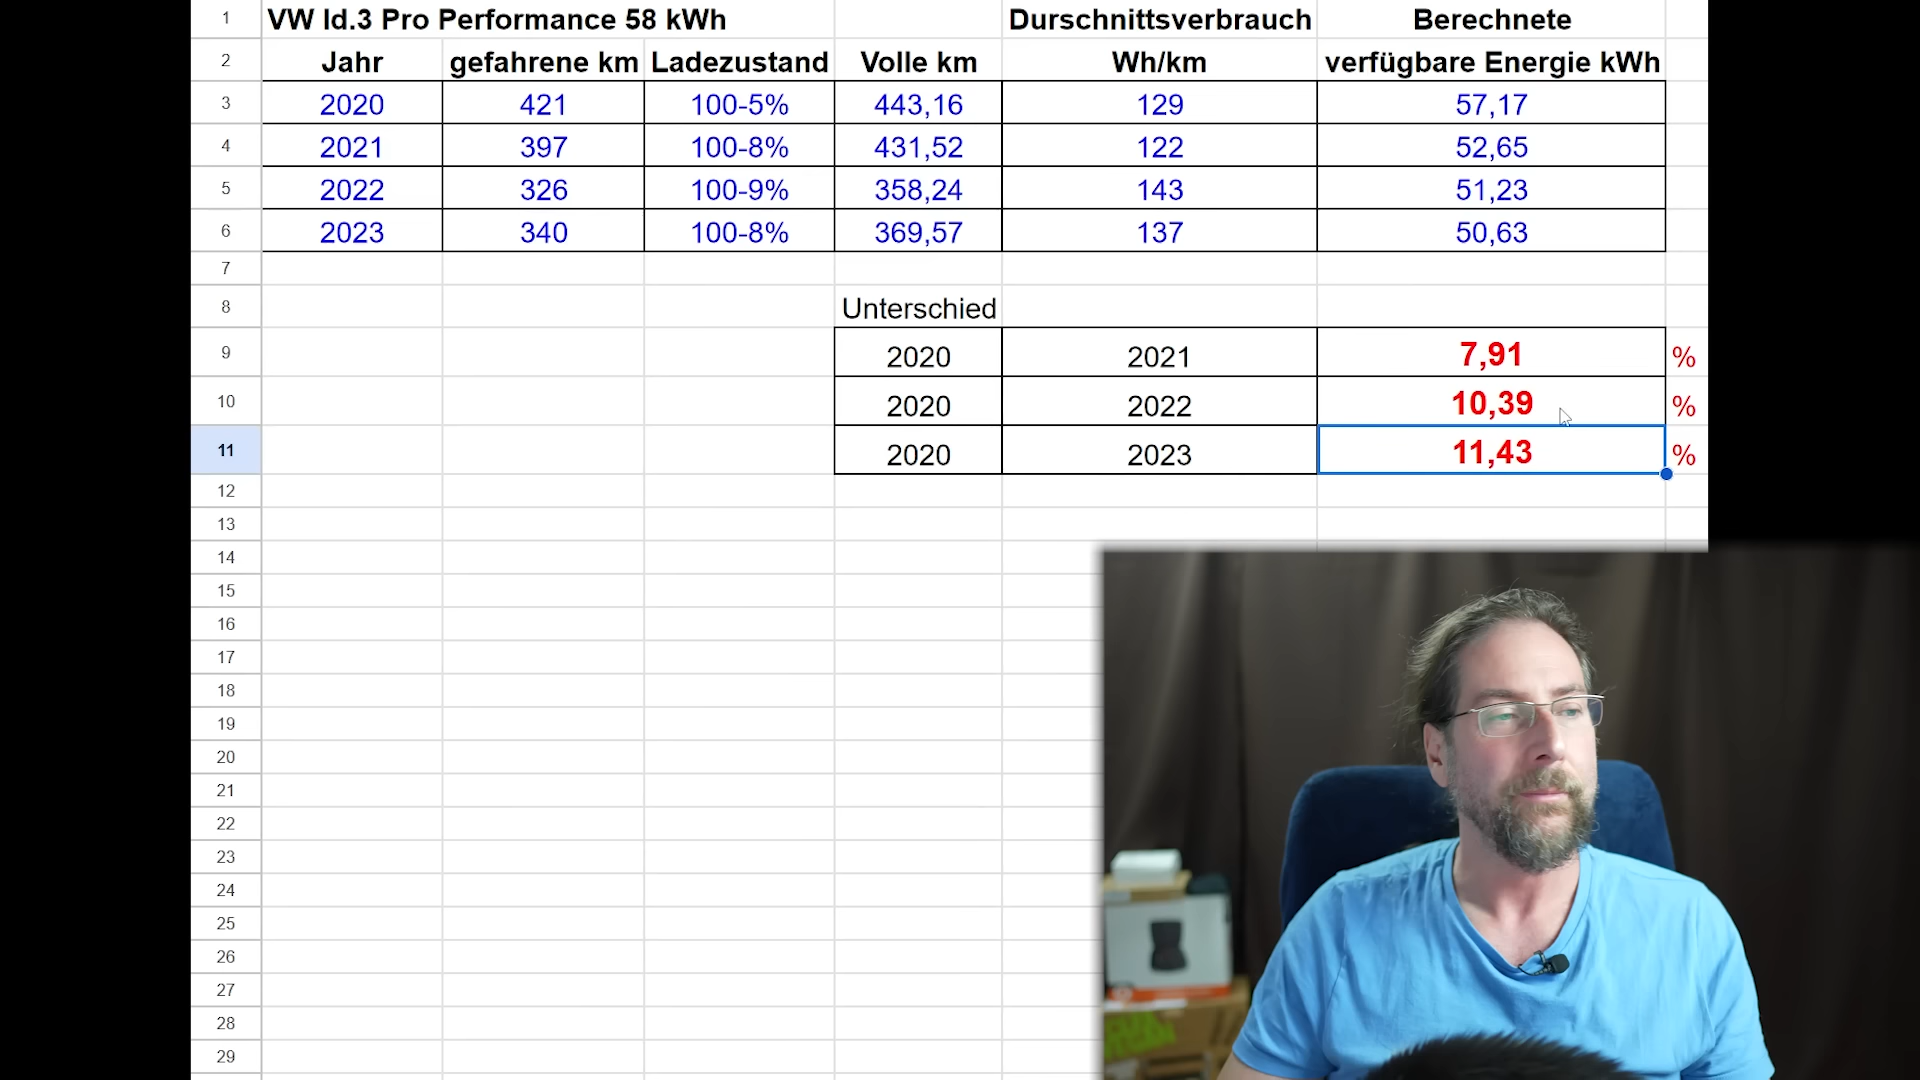 1 VW Id.3 Pro Performance 58 kWh Durschnittsverbrauch Berechnete
2 Jahr gefahrene km Ladezustand Volle km Wh/km verfügbare Energie kWh
3 2020 421 100-5% 443,16 129 57,17
4 2021 397 100-8% 431,52 122 52,65
5 2022 326 100-9% 358,24 143 51,23
6 2023 340 100-8% 369,57 137 50,63
7
8 Unterschied
9 2020 2021 7,91 %
10 2020 2022 10,39 %
11 2020 2023 11,43 %
12
13
14
15
16
17
18
19
20
21
22
23
24
25
26
27
28
29